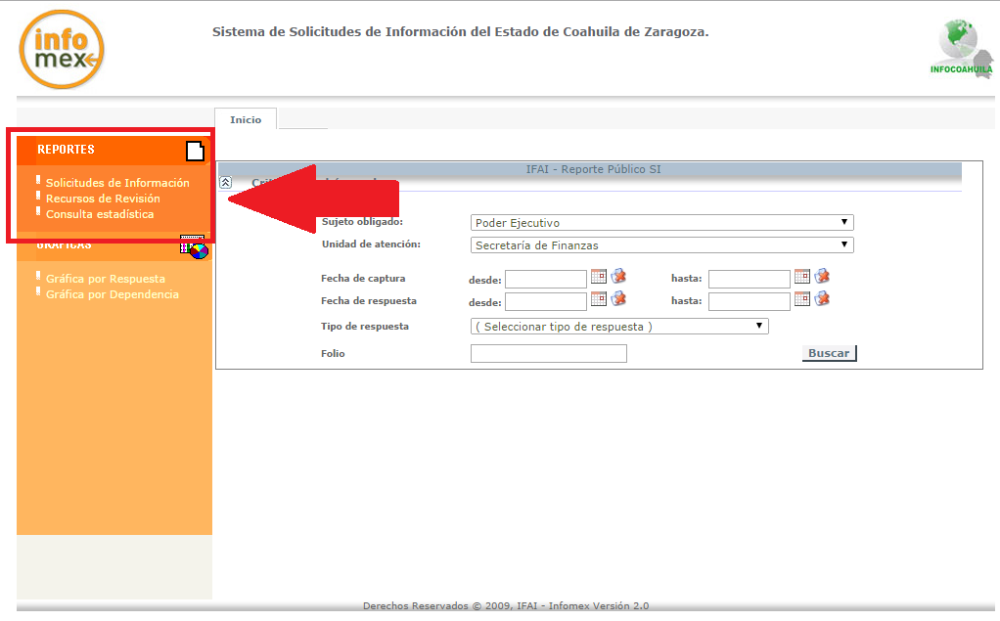 info
mex
Sistema de Solicitudes de Información del Estado de Coahuila de Zaragoza.
INFOCOAHUILA
Inicio
REPORTES
Solicitudes de Información
Recursos de Revisión
Consulta estadística
GRÁFICAS
Gráfica por Respuesta
Gráfica por Dependencia
IFAI - Reporte Público SI
Sujeto obligado: Poder Ejecutivo
Unidad de atención: Secretaría de Finanzas
Fecha de captura desde: hasta:
Fecha de respuesta desde: hasta:
Tipo de respuesta ( Seleccionar tipo de respuesta )
Folio Buscar
Derechos Reservados © 2009, IFAI - Infomex Versión 2.0